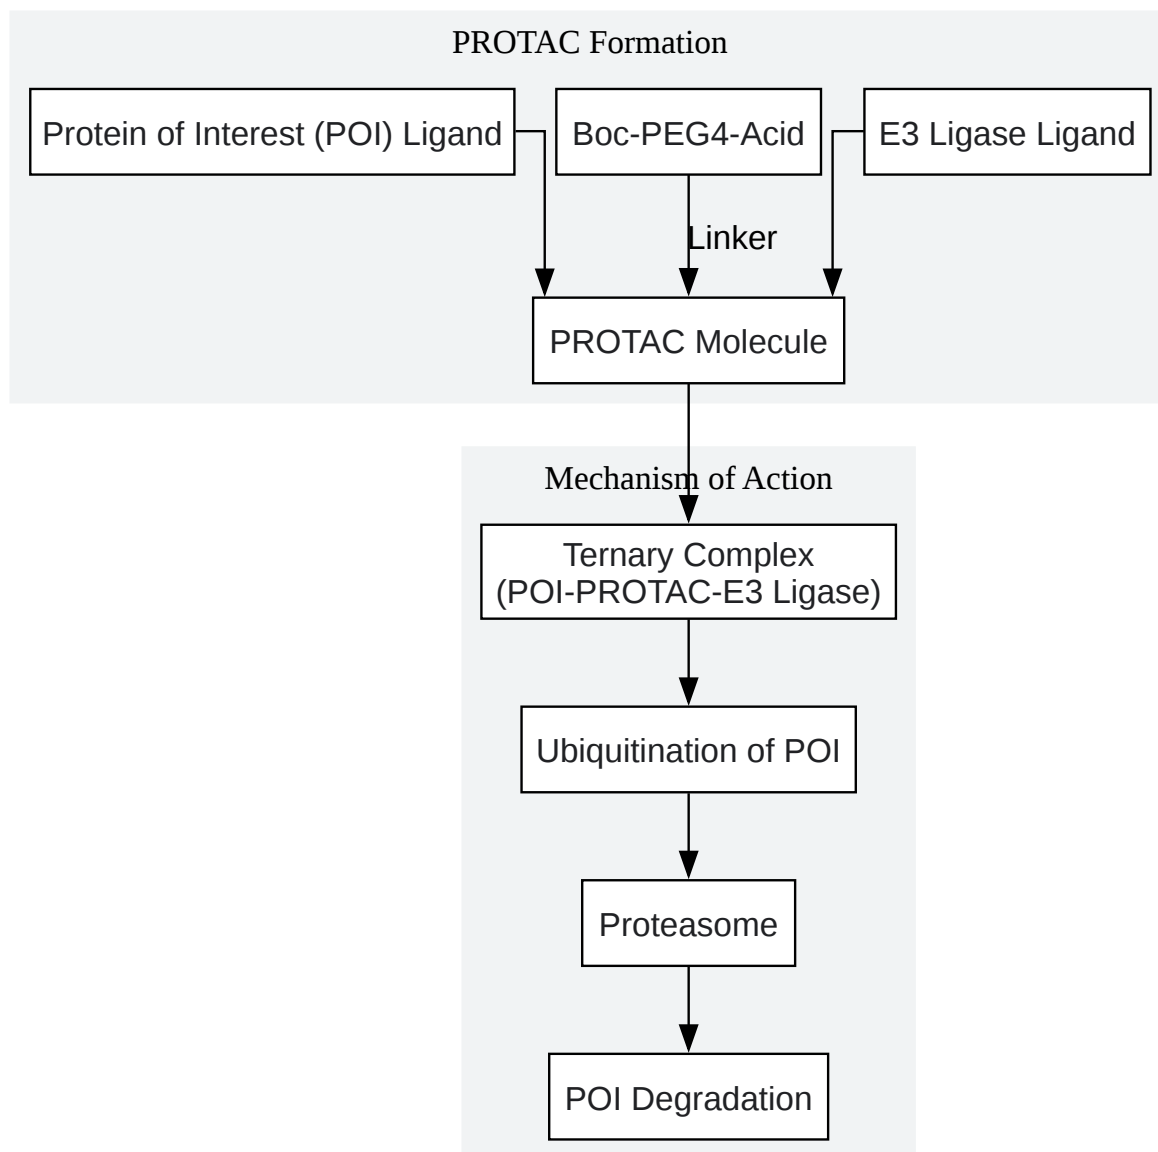 PROTAC Formation
Protein of Interest (POI) Ligand
Boc-PEG4-Acid
E3 Ligase Ligand
Linker
PROTAC Molecule
Mechanism of Action
Ternary Complex
(POI-PROTAC-E3 Ligase)
Ubiquitination of POI
Proteasome
POI Degradation